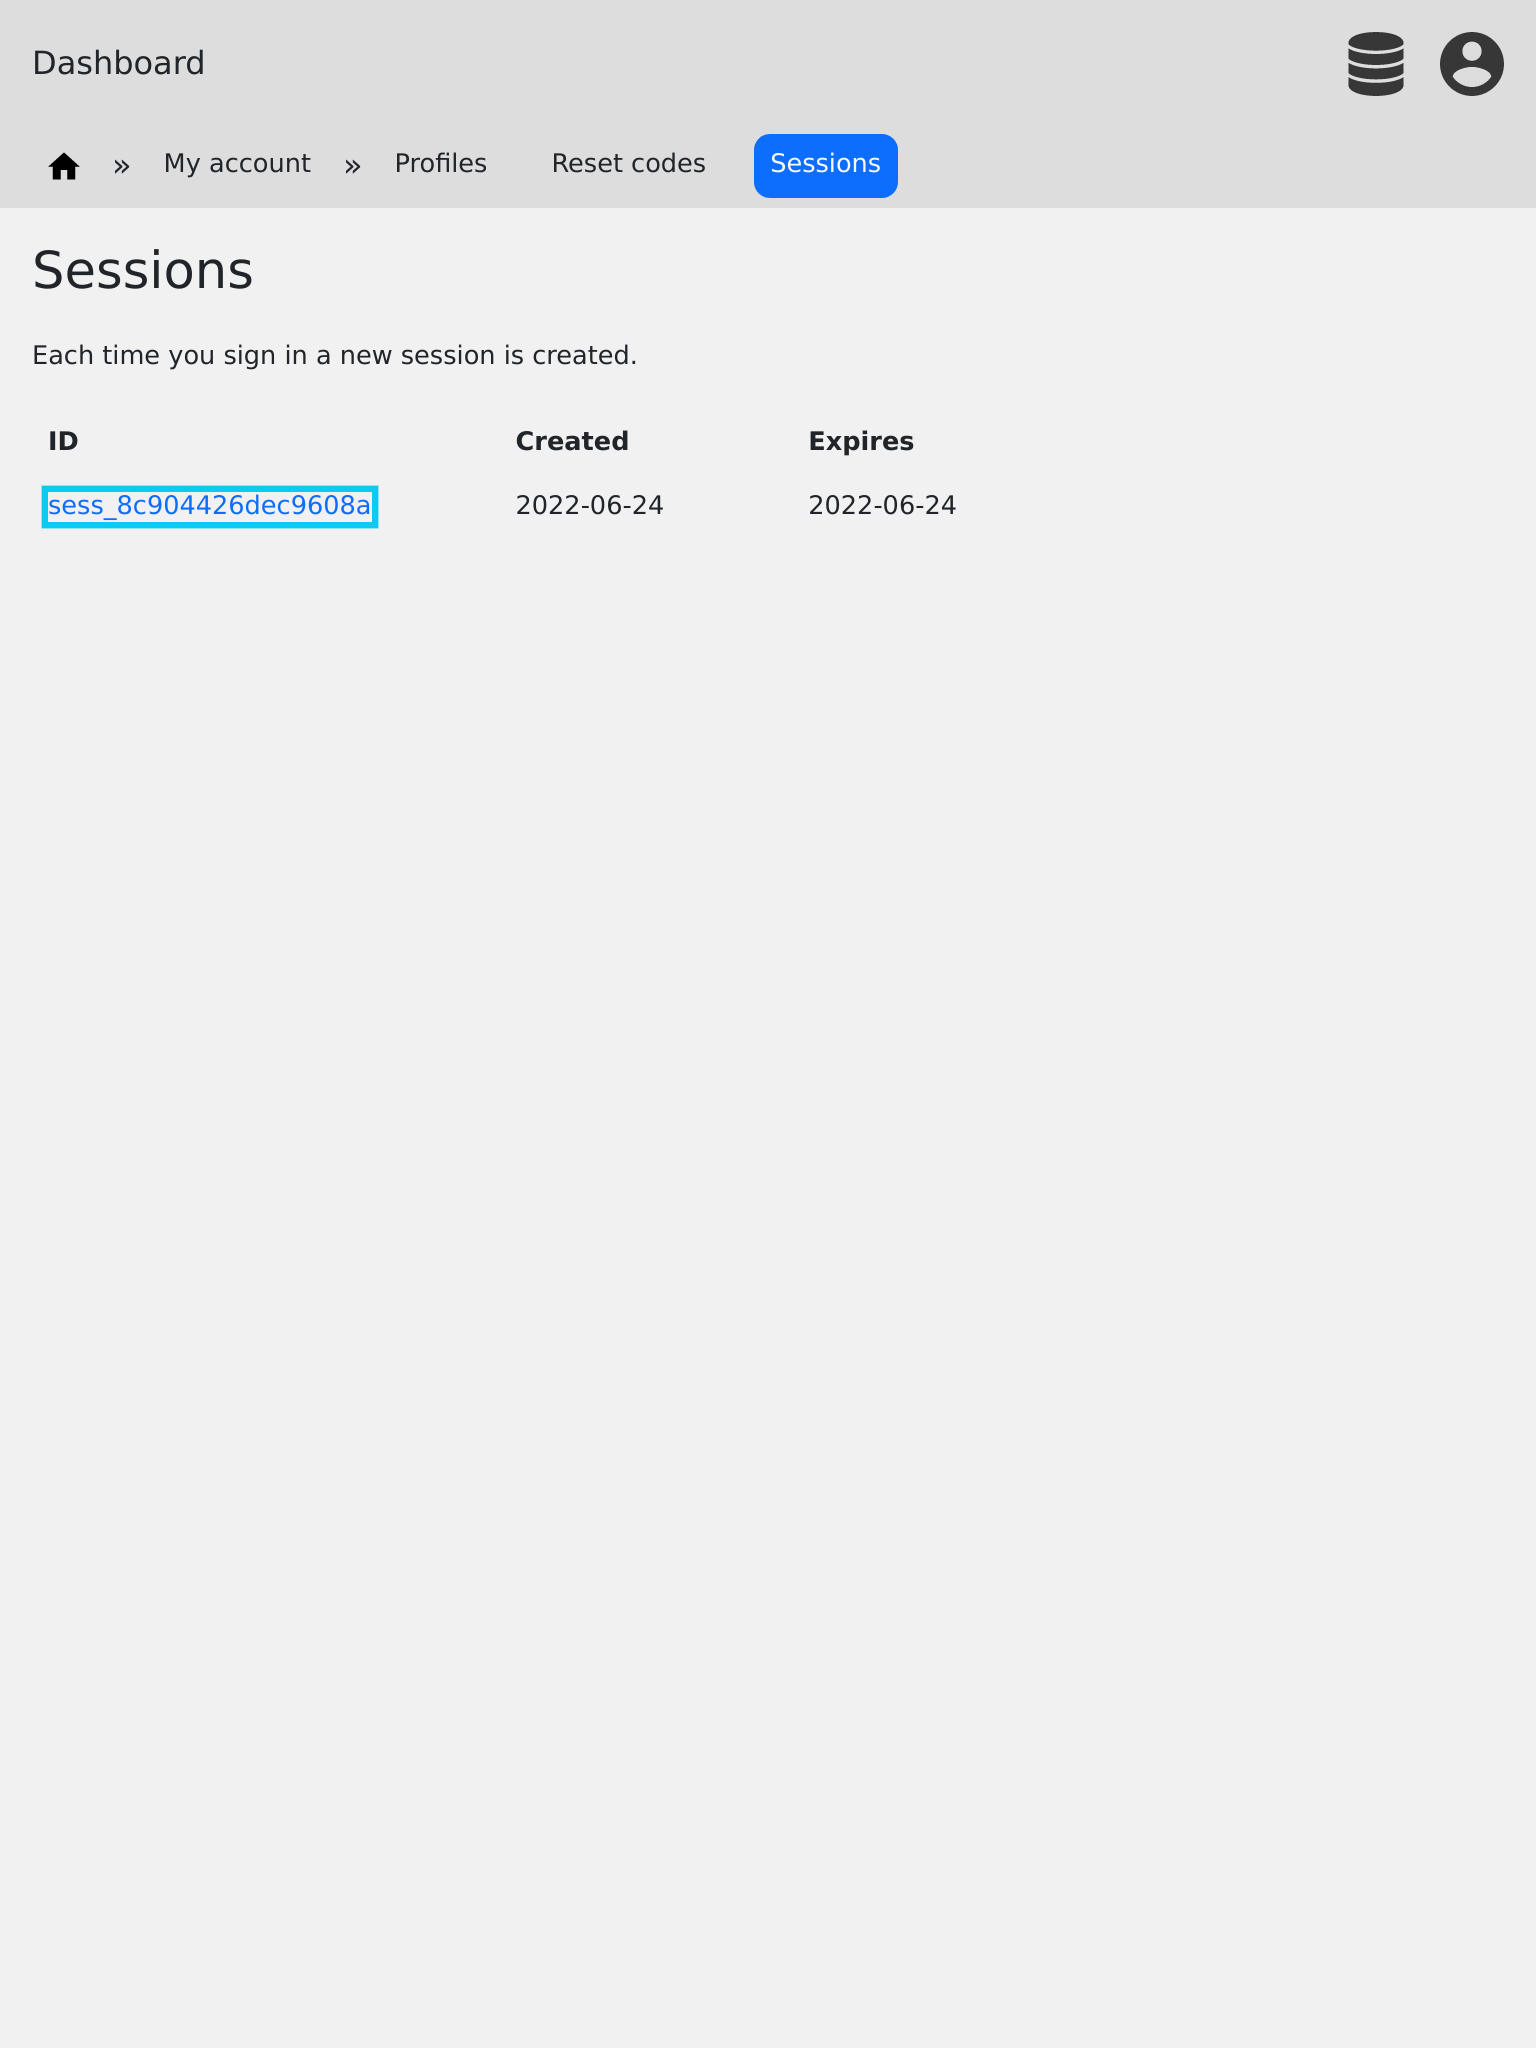 Dashboard
» My account » Profiles Reset codes Sessions
Sessions
Each time you sign in a new session is created.
ID Created Expires
sess_8c904426dec9608a 2022-06-24 2022-06-24